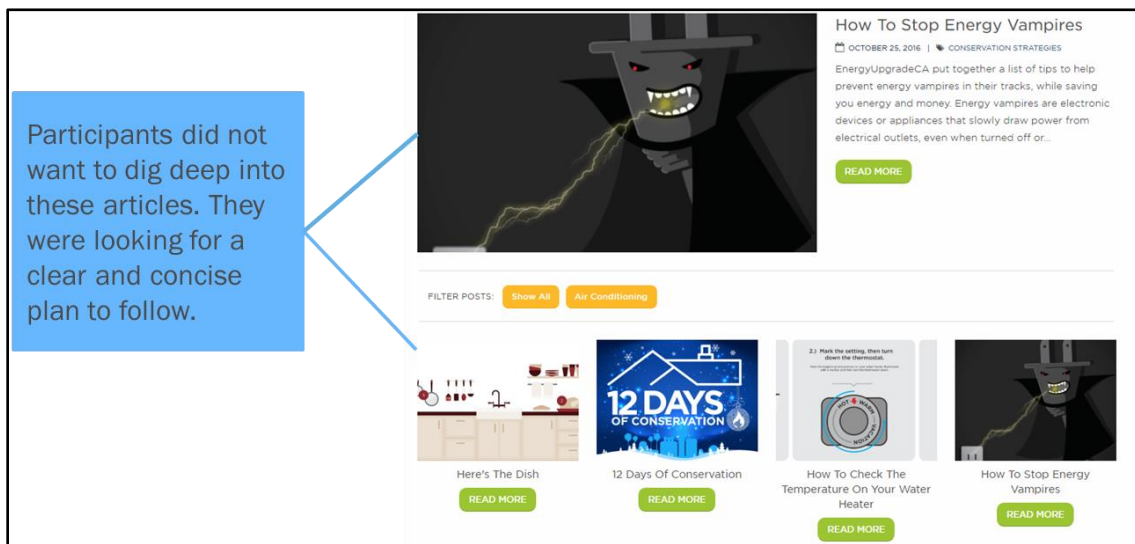 Participants did not
want to dig deep into
these articles. They
were looking for a
clear and concise
plan to follow.
How To Stop Energy Vampires
OCTOBER 25, 2016 | CONSERVATION STRATEGIES
EnergyUpgradeCA put together a list of tips to help
prevent energy vampires in their tracks, while saving
you energy and money. Energy vampires are electronic
devices or appliances that slowly draw power from
electrical outlets, even when turned off or...
READ MORE
FILTER POSTS:
Show All
Air Conditioning
12 DAYS
OF CONSERVATION
2.) Mark the setting, then turn
down the thermostat.
HOT
WARM
VACATION
Here's The Dish
READ MORE
12 Days Of Conservation
READ MORE
How To Check The
Temperature On Your Water
Heater
READ MORE
How To Stop Energy
Vampires
READ MORE